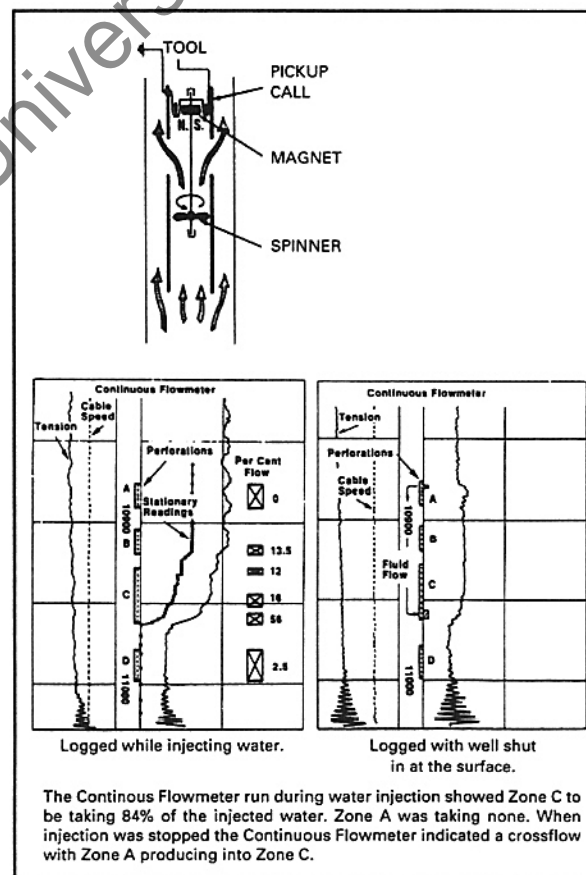 univers
TOOL
PICKUP
CALL
N. S.
MAGNET
SPINNER
Continuous Flowmeter
Cable
Speed
Tension
Perforations
Stationary
Readings
Per Cent
Flow
A
10900
B
C
D
11000
0
13.5
12
16
56
2.5
Logged while injecting water.
Continuous Flowmeter
Tension
Perforations
Cable
Speed
Fluid
Flow
A
10900
B
C
D
11000
Logged with well shut
in at the surface.
The Continous Flowmeter run during water injection showed Zone C to
be taking 84% of the injected water. Zone A was taking none. When
injection was stopped the Continuous Flowmeter indicated a crossflow
with Zone A producing into Zone C.